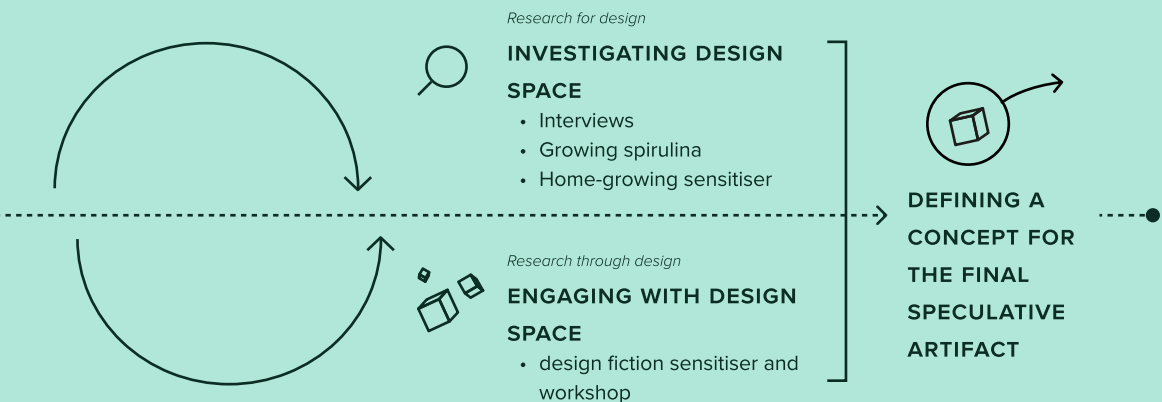 Research for design
INVESTIGATING DESIGN
SPACE
• Interviews
• Growing spirulina
• Home-growing sensitiser
Research through design
ENGAGING WITH DESIGN
SPACE
• design fiction sensitiser and
workshop
DEFINING A
CONCEPT FOR
THE FINAL
SPECULATIVE
ARTIFACT